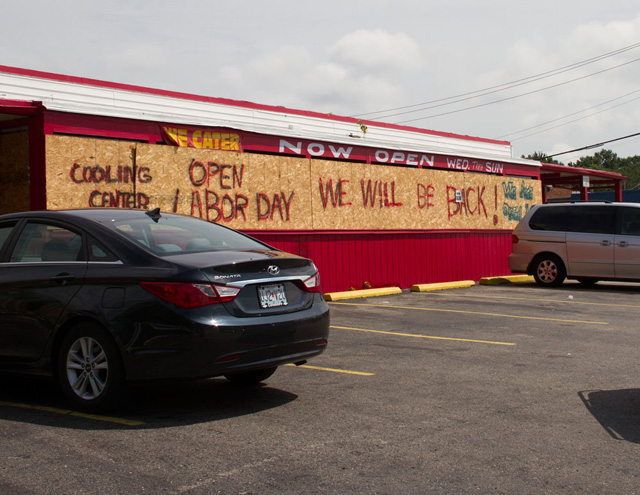 WE CATER
NOW OPEN WED. THRU SUN
COOLING CENTER
OPEN LABOR DAY
WE WILL BE BACK!
SONATA